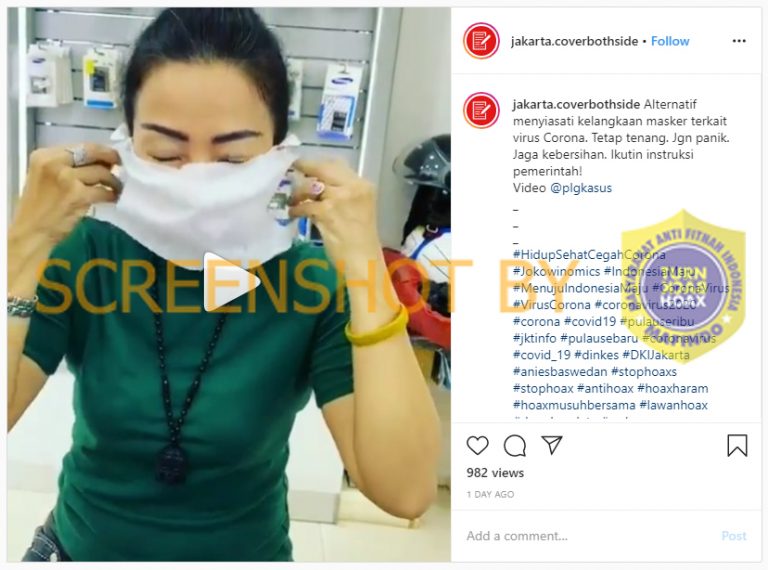 jakarta.coverbothside • Follow
jakarta.coverbothside Alternatif
menyiasati kelangkaan masker terkait
virus Corona. Tetap tenang. Jgn panik.
Jaga kebersihan. Ikutin instruksi
pemerintah!
Video @plgkasus
_
_
_
#HidupSehatCegahCorona
#Jokowinomics #IndonesiaMaju
#MenujuIndonesiaMaju #CoronaVirus
#VirusCorona #coronavirus2020
#corona #covid19 #pulauseribu
#jktinfo #pulausebaru #coronavirus
#covid_19 #dinkes #DKIJakarta
#aniesbaswedan #stophoaxs
#stophoax #antihoax #hoaxharam
#hoaxmusuhbersama #lawanhoax
982 views
1 DAY AGO
Add a comment... Post
SCREENSHOT BY
MASYARAKAT ANTI FITNAH INDONESIA
TURN
BACK
HOAX
MAFINDO
SAMSUNG